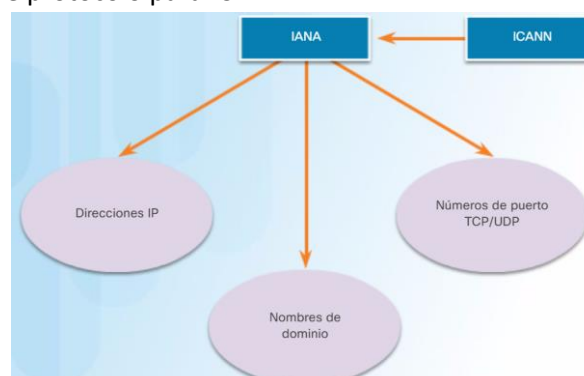 IANA
ICANN
Direcciones IP
Números de puerto
TCP/UDP
Nombres de
dominio